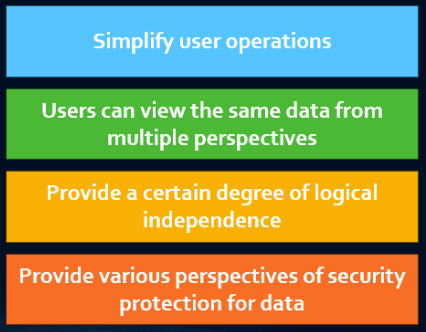 Simplify user operations
Users can view the same data from
multiple perspectives
Provide a certain degree of logical
independence
Provide various perspectives of security
protection for data